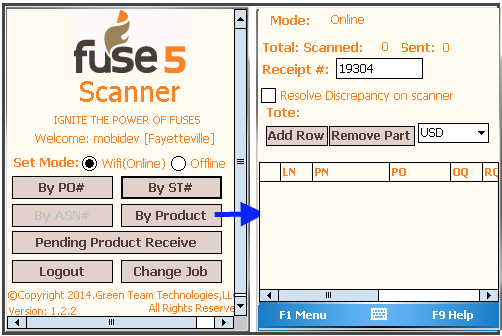 fuse 5
Scanner
IGNITE THE POWER OF FUSE5
Welcome: mobidev [Fayetteville]
Set Mode: Wifi(Online) Offline
By PO# By ST#
By ASN# By Product
Pending Product Receive
Logout Change Job
©Copyright 2014.Green Team Technologies,LL
Version: 1.2.2 All Rights Reserve
Mode: Online
Total: Scanned: 0 Sent: 0
Receipt #: 19304
Resolve Discrepancy on scanner
Tote:
Add Row Remove Part USD
LN PN PO OQ RQ
F1 Menu F9 Help